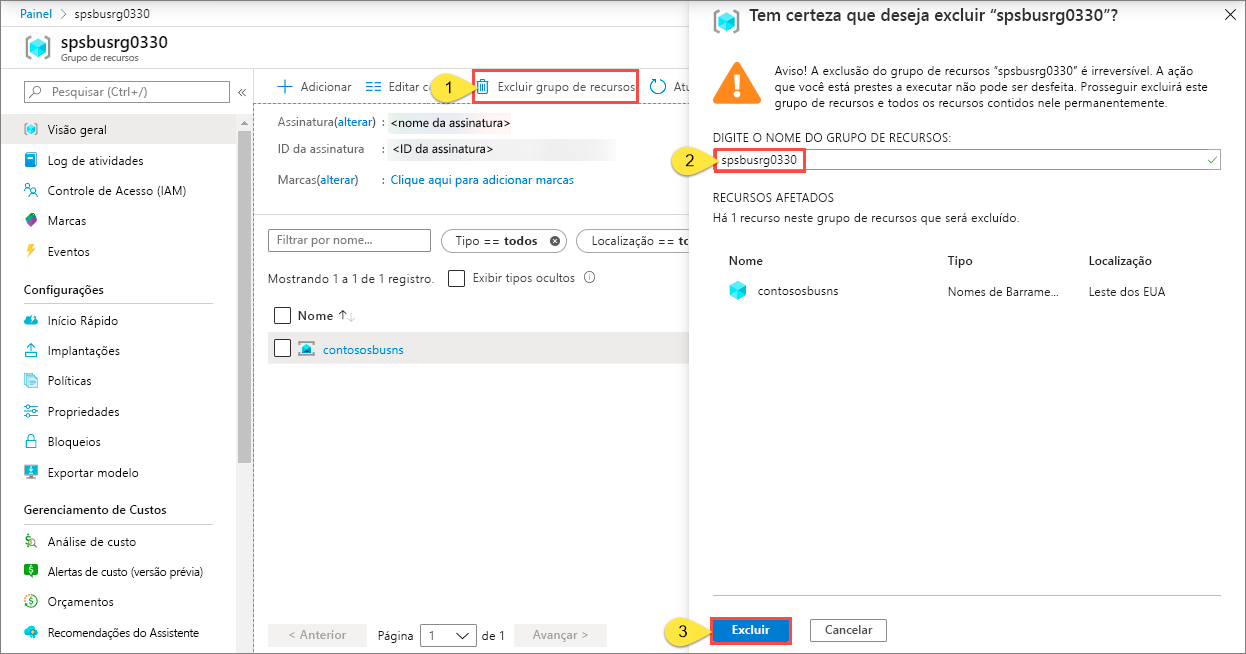 Painel > spsbusrg0330
spsbusrg0330
Grupo de recursos
Pesquisar (Ctrl+/)
«
Visão geral
Log de atividades
Controle de Acesso (IAM)
Marcas
Eventos
Configurações
Início Rápido
Implantações
Políticas
Propriedades
Bloqueios
Exportar modelo
Gerenciamento de Custos
Análise de custo
Alertas de custo (versão prévia)
Orçamentos
Recomendações do Assistente
Adicionar
Editar c
1
Excluir grupo de recursos
Atu
Assinatura(alterar) : <nome da assinatura>
ID da assinatura : <ID da assinatura>
Marcas(alterar) : Clique aqui para adicionar marcas
Filtrar por nome...
Tipo == todos
Localização == to
Mostrando 1 a 1 de 1 registro.
Exibir tipos ocultos
Nome
contososbusns
< Anterior
Página 1 de 1
Avançar >
Tem certeza que deseja excluir “spsbusrg0330”?
Aviso! A exclusão do grupo de recursos “spsbusrg0330” é irreversível. A ação
que você está prestes a executar não pode ser desfeita. Prosseguir excluirá este
grupo de recursos e todos os recursos contidos nele permanentemente.
DIGITE O NOME DO GRUPO DE RECURSOS:
2
spsbusrg0330
RECURSOS AFETADOS
Há 1 recurso neste grupo de recursos que será excluído.
Nome Tipo Localização
contososbusns Nomes de Barrame... Leste dos EUA
3
Excluir
Cancelar